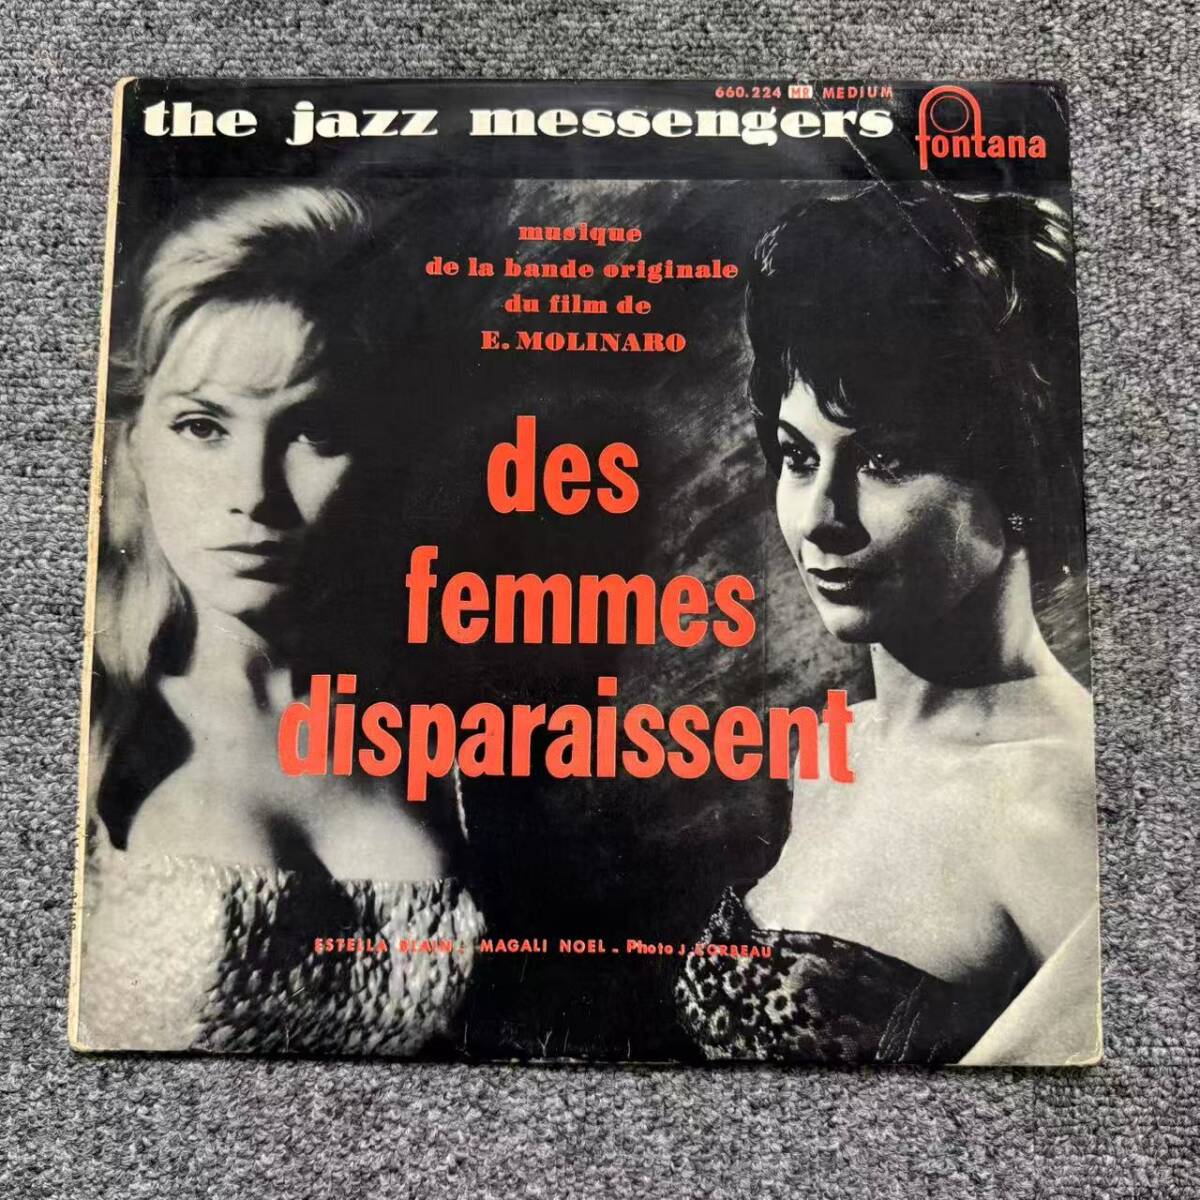 660.224 MR MEDIUM
the jazz messengers
fontana
musique
de la bande originale
du film de
E. MOLINARO
des
femmes
disparaissent
ESTELLA BLAIN - MAGALI NOEL - Photo J. CORBEAU